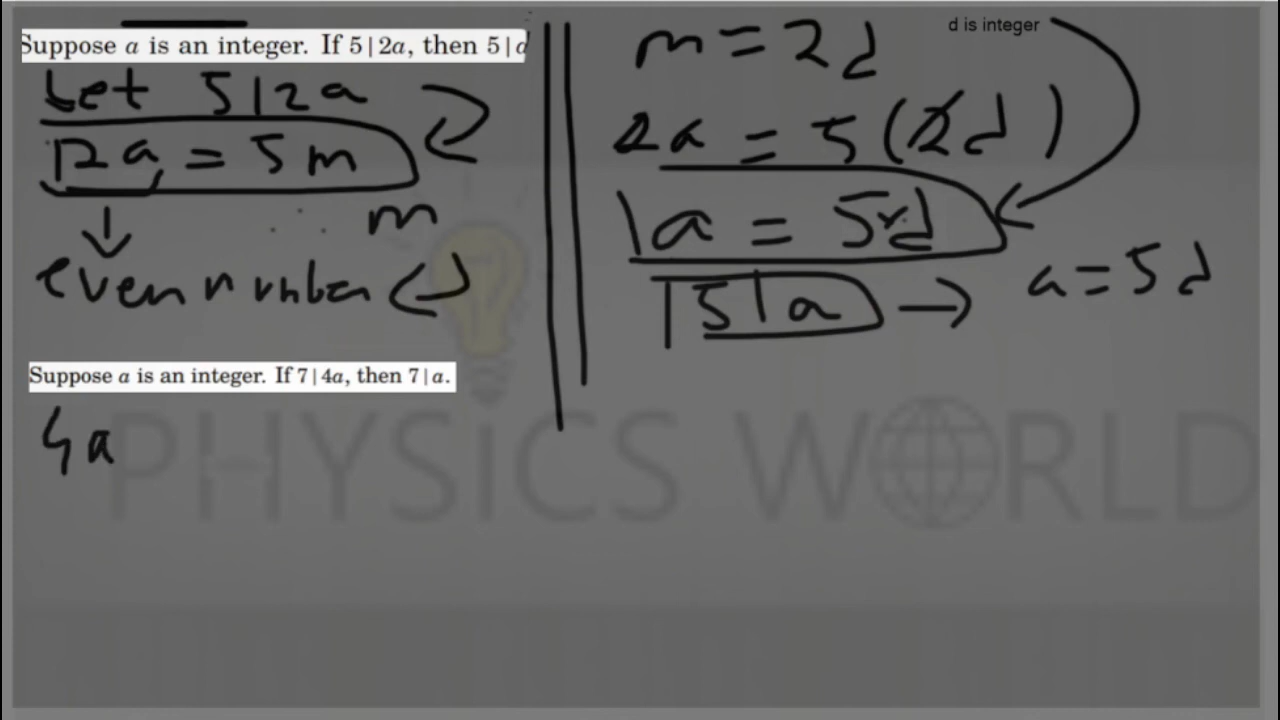 Suppose a is an integer. If 5 | 2a, then 5 | a
Let 5|2a
2a = 5m
m
even number
Suppose a is an integer. If 7 | 4a, then 7 | a.
4a
m = 2d
d is integer
2a = 5(2d)
a = 5×d
5|a → a = 5d
PHYSiCS WORLD